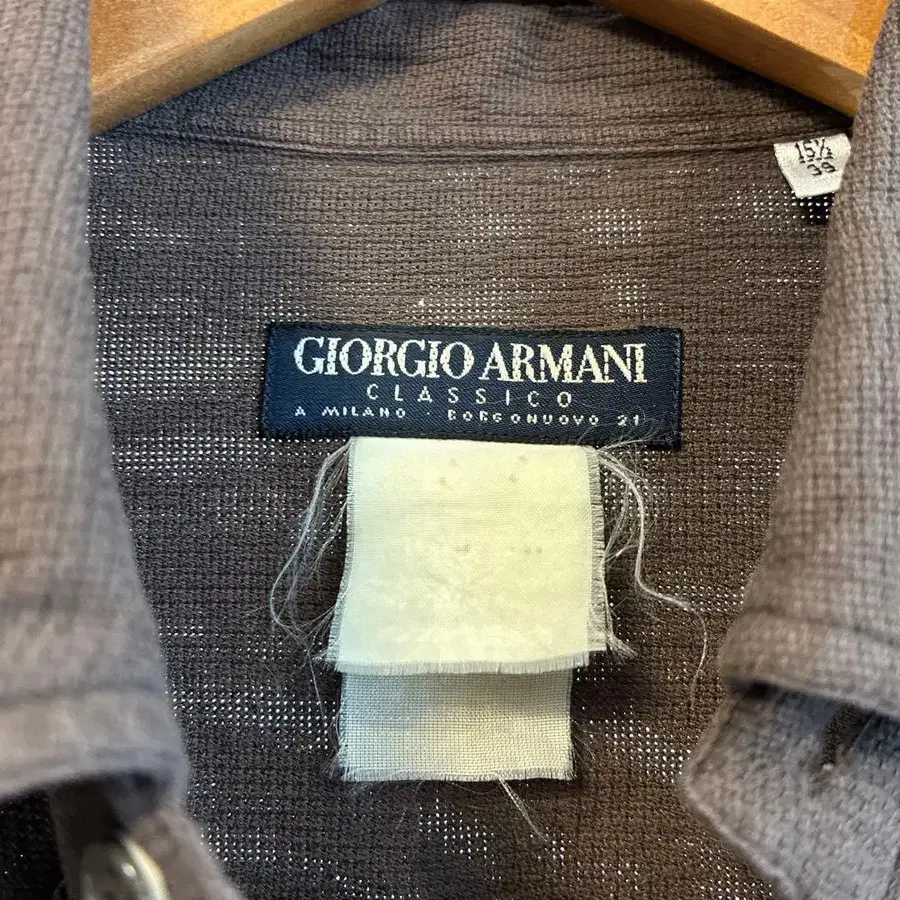 15½
39
GIORGIO ARMANI
CLASSICO
A MILANO · BORGONUOVO 21